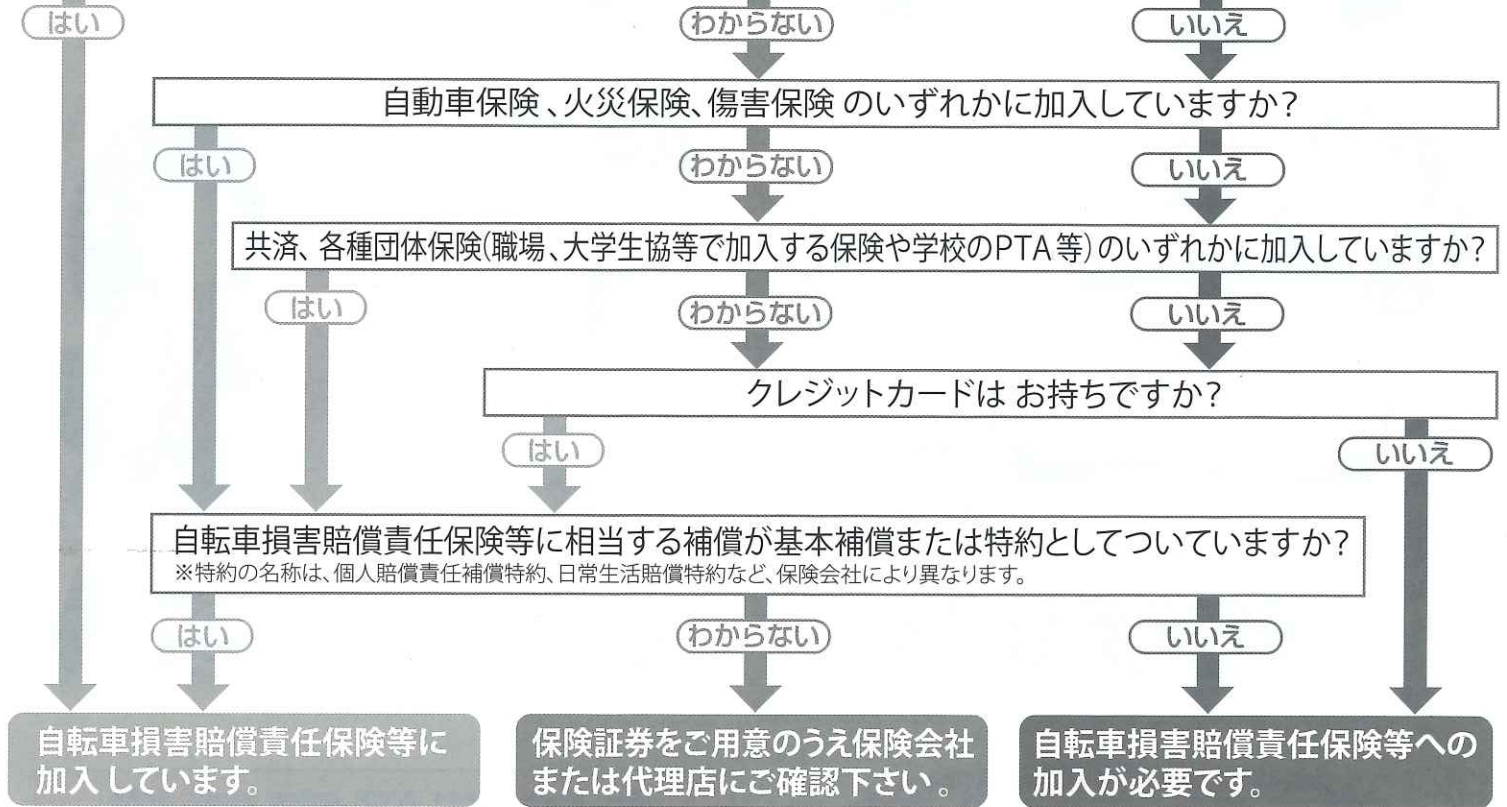 はい
わからない
いいえ
自動車保険、火災保険、傷害保険 のいずれかに加入していますか?
はい
わからない
いいえ
共済、各種団体保険(職場、大学生協等で加入する保険や学校のPTA等)のいずれかに加入していますか?
はい
わからない
いいえ
クレジットカードは お持ちですか?
はい
いいえ
自転車損害賠償責任保険等に相当する補償が基本補償または特約としてついていますか?
※特約の名称は、個人賠償責任補償特約、日常生活賠償特約など、保険会社により異なります。
はい
わからない
いいえ
自転車損害賠償責任保険等に
加入しています。
保険証券をご用意のうえ保険会社
または代理店にご確認下さい。
自転車損害賠償責任保険等への
加入が必要です。